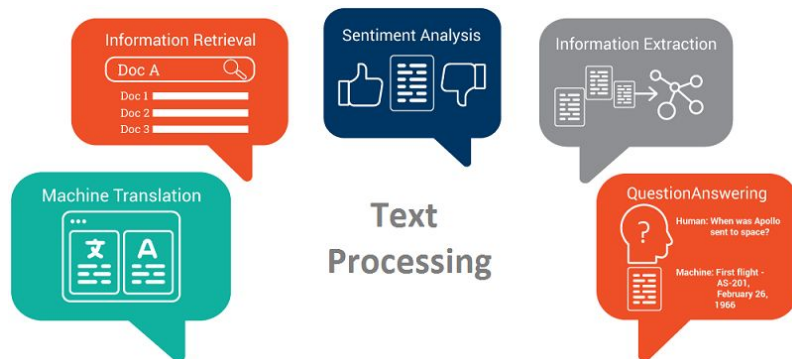 Information Retrieval
Doc A
Doc 1
Doc 2
Doc 3
Sentiment Analysis
Information Extraction
Machine Translation
文 A
Text
Processing
QuestionAnswering
?
Human: When was Apollo
sent to space?
Machine: First flight -
AS-201,
February 26,
1966